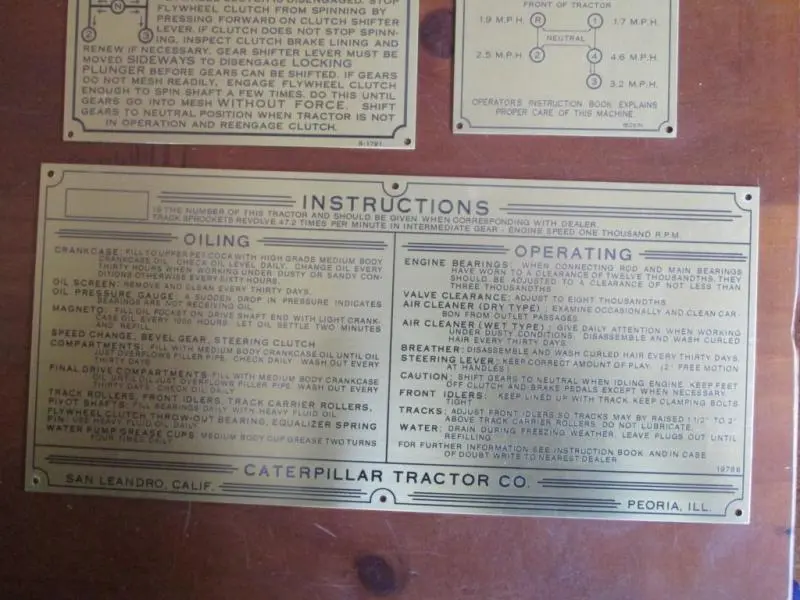 N
2 3
CLUTCH IS DISENGAGED. STOP
FLYWHEEL CLUTCH FROM SPINNING BY
PRESSING FORWARD ON CLUTCH SHIFTER
LEVER. IF CLUTCH DOES NOT STOP SPINN-
ING, INSPECT CLUTCH BRAKE LINING AND
RENEW IF NECESSARY. GEAR SHIFTER LEVER MUST BE
MOVED SIDEWAYS TO DISENGAGE LOCKING
PLUNGER BEFORE GEARS CAN BE SHIFTED. IF GEARS
DO NOT MESH READILY, ENGAGE FLYWHEEL CLUTCH
ENOUGH TO SPIN SHAFT A FEW TIMES. DO THIS UNTIL
GEARS GO INTO MESH WITHOUT FORCE. SHIFT
GEARS TO NEUTRAL POSITION WHEN TRACTOR IS NOT
IN OPERATION AND REENGAGE CLUTCH.
8-1791
FRONT OF TRACTOR
1.9 M.P.H. R 1 1.7 M.P.H.
NEUTRAL
2.5 M.P.H. 2 4 4.6 M.P.H.
3 3.2 M.P.H.
OPERATORS INSTRUCTION BOOK EXPLAINS
PROPER CARE OF THIS MACHINE.
INSTRUCTIONS
IS THE NUMBER OF THIS TRACTOR AND SHOULD BE GIVEN WHEN CORRESPONDING WITH DEALER.
TRACK SPROCKETS REVOLVE 47.2 TIMES PER MINUTE IN INTERMEDIATE GEAR. ENGINE SPEED ONE THOUSAND R.P.M.
OILING
CRANKCASE: FILL TO UPPER PET COCK WITH HIGH GRADE MEDIUM BODY
CRANKCASE OIL. CHECK OIL LEVEL DAILY. CHANGE OIL EVERY
THIRTY HOURS WHEN WORKING UNDER DUSTY OR SANDY CON-
DITIONS OTHERWISE EVERY SIXTY HOURS.
OIL SCREEN: REMOVE AND CLEAN EVERY THIRTY DAYS.
OIL PRESSURE GAUGE: A SUDDEN DROP IN PRESSURE INDICATES
BEARINGS ARE NOT RECEIVING OIL.
MAGNETO: FILL OIL POCKET ON DRIVE SHAFT END WITH LIGHT CRANK-
CASE OIL EVERY 1000 HOURS. LET OIL SETTLE TWO MINUTES
AND REFILL.
SPEED CHANGE, BEVEL GEAR, STEERING CLUTCH
COMPARTMENTS: FILL WITH MEDIUM BODY CRANKCASE OIL UNTIL OIL
JUST OVERFLOWS FILLER PIPE. CHECK DAILY. WASH OUT EVERY
THIRTY DAYS.
FINAL DRIVE COMPARTMENTS: FILL WITH MEDIUM BODY CRANKCASE
OIL UNTIL OIL JUST OVERFLOWS FILLER PIPE. WASH OUT EVERY
THIRTY DAYS. CHECK OIL DAILY.
TRACK ROLLERS, FRONT IDLERS, TRACK CARRIER ROLLERS,
PIVOT SHAFTS: FILL BEARINGS DAILY WITH HEAVY FLUID OIL.
FLYWHEEL CLUTCH THROW-OUT BEARING, EQUALIZER SPRING
PIN: USE HEAVY FLUID OIL DAILY.
WATER PUMP GREASE CUPS: MEDIUM BODY CUP GREASE TWO TURNS
FOUR TIMES DAILY
OPERATING
ENGINE BEARINGS: WHEN CONNECTING ROD AND MAIN BEARINGS
HAVE WORN TO A CLEARANCE OF TWELVE THOUSANDTHS, THEY
SHOULD BE ADJUSTED TO A CLEARANCE OF NOT LESS THAN
THREE THOUSANDTHS
VALVE CLEARANCE: ADJUST TO EIGHT THOUSANDTHS
AIR CLEANER (DRY TYPE): EXAMINE OCCASIONALLY AND CLEAN CAR-
BON FROM OUTLET PASSAGES.
AIR CLEANER (WET TYPE): GIVE DAILY ATTENTION WHEN WORKING
UNDER DUSTY CONDITIONS. DISASSEMBLE AND WASH CURLED
HAIR EVERY THIRTY DAYS.
BREATHER: DISASSEMBLE AND WASH CURLED HAIR EVERY THIRTY DAYS.
STEERING LEVER: KEEP CORRECT AMOUNT OF PLAY. (2" FREE MOTION
AT HANDLE)
CAUTION: SHIFT GEARS TO NEUTRAL WHEN IDLING ENGINE. KEEP FEET
OFF CLUTCH AND BRAKE PEDALS EXCEPT WHEN NECESSARY.
FRONT IDLERS: KEEP LINED UP WITH TRACK. KEEP CLAMPING BOLTS
TIGHT
TRACKS: ADJUST FRONT IDLERS SO TRACKS MAY BE RAISED 1 1/2" TO 2"
ABOVE TRACK CARRIER ROLLERS. DO NOT LUBRICATE.
WATER: DRAIN DURING FREEZING WEATHER. LEAVE PLUGS OUT UNTIL
REFILLING.
FOR FURTHER INFORMATION SEE INSTRUCTION BOOK AND IN CASE
OF DOUBT WRITE TO NEAREST DEALER
CATERPILLAR TRACTOR CO.
SAN LEANDRO, CALIF. PEORIA, ILL.